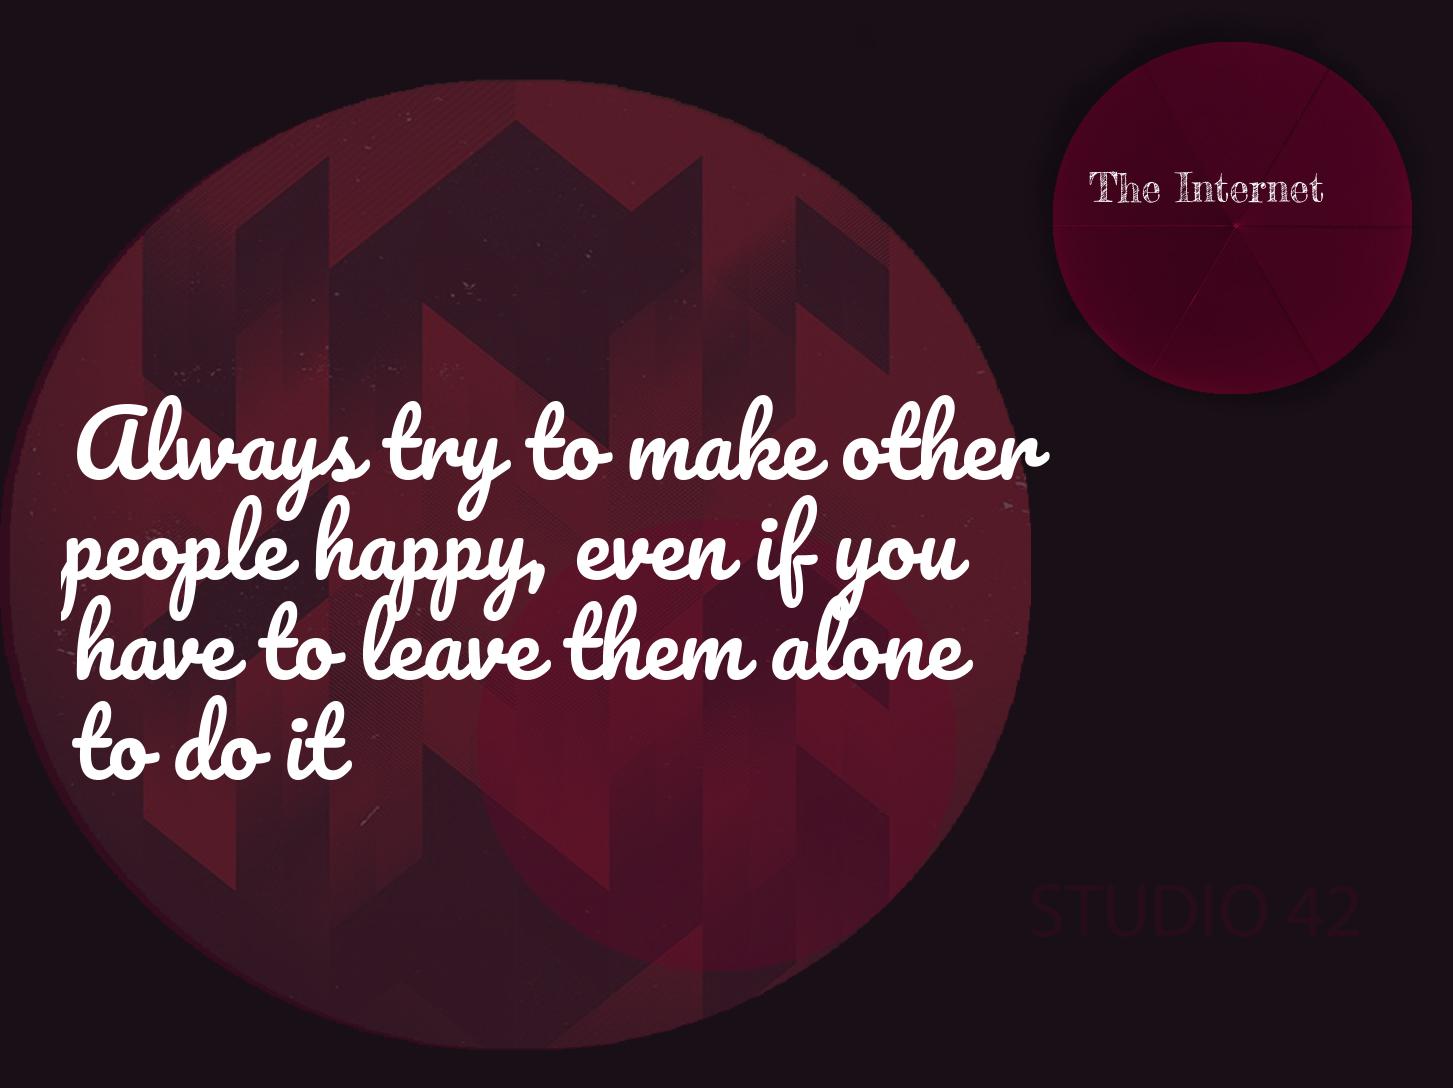 The Internet
Always try to make other
people happy, even if you
have to leave them alone
to do it
STUDIO 42